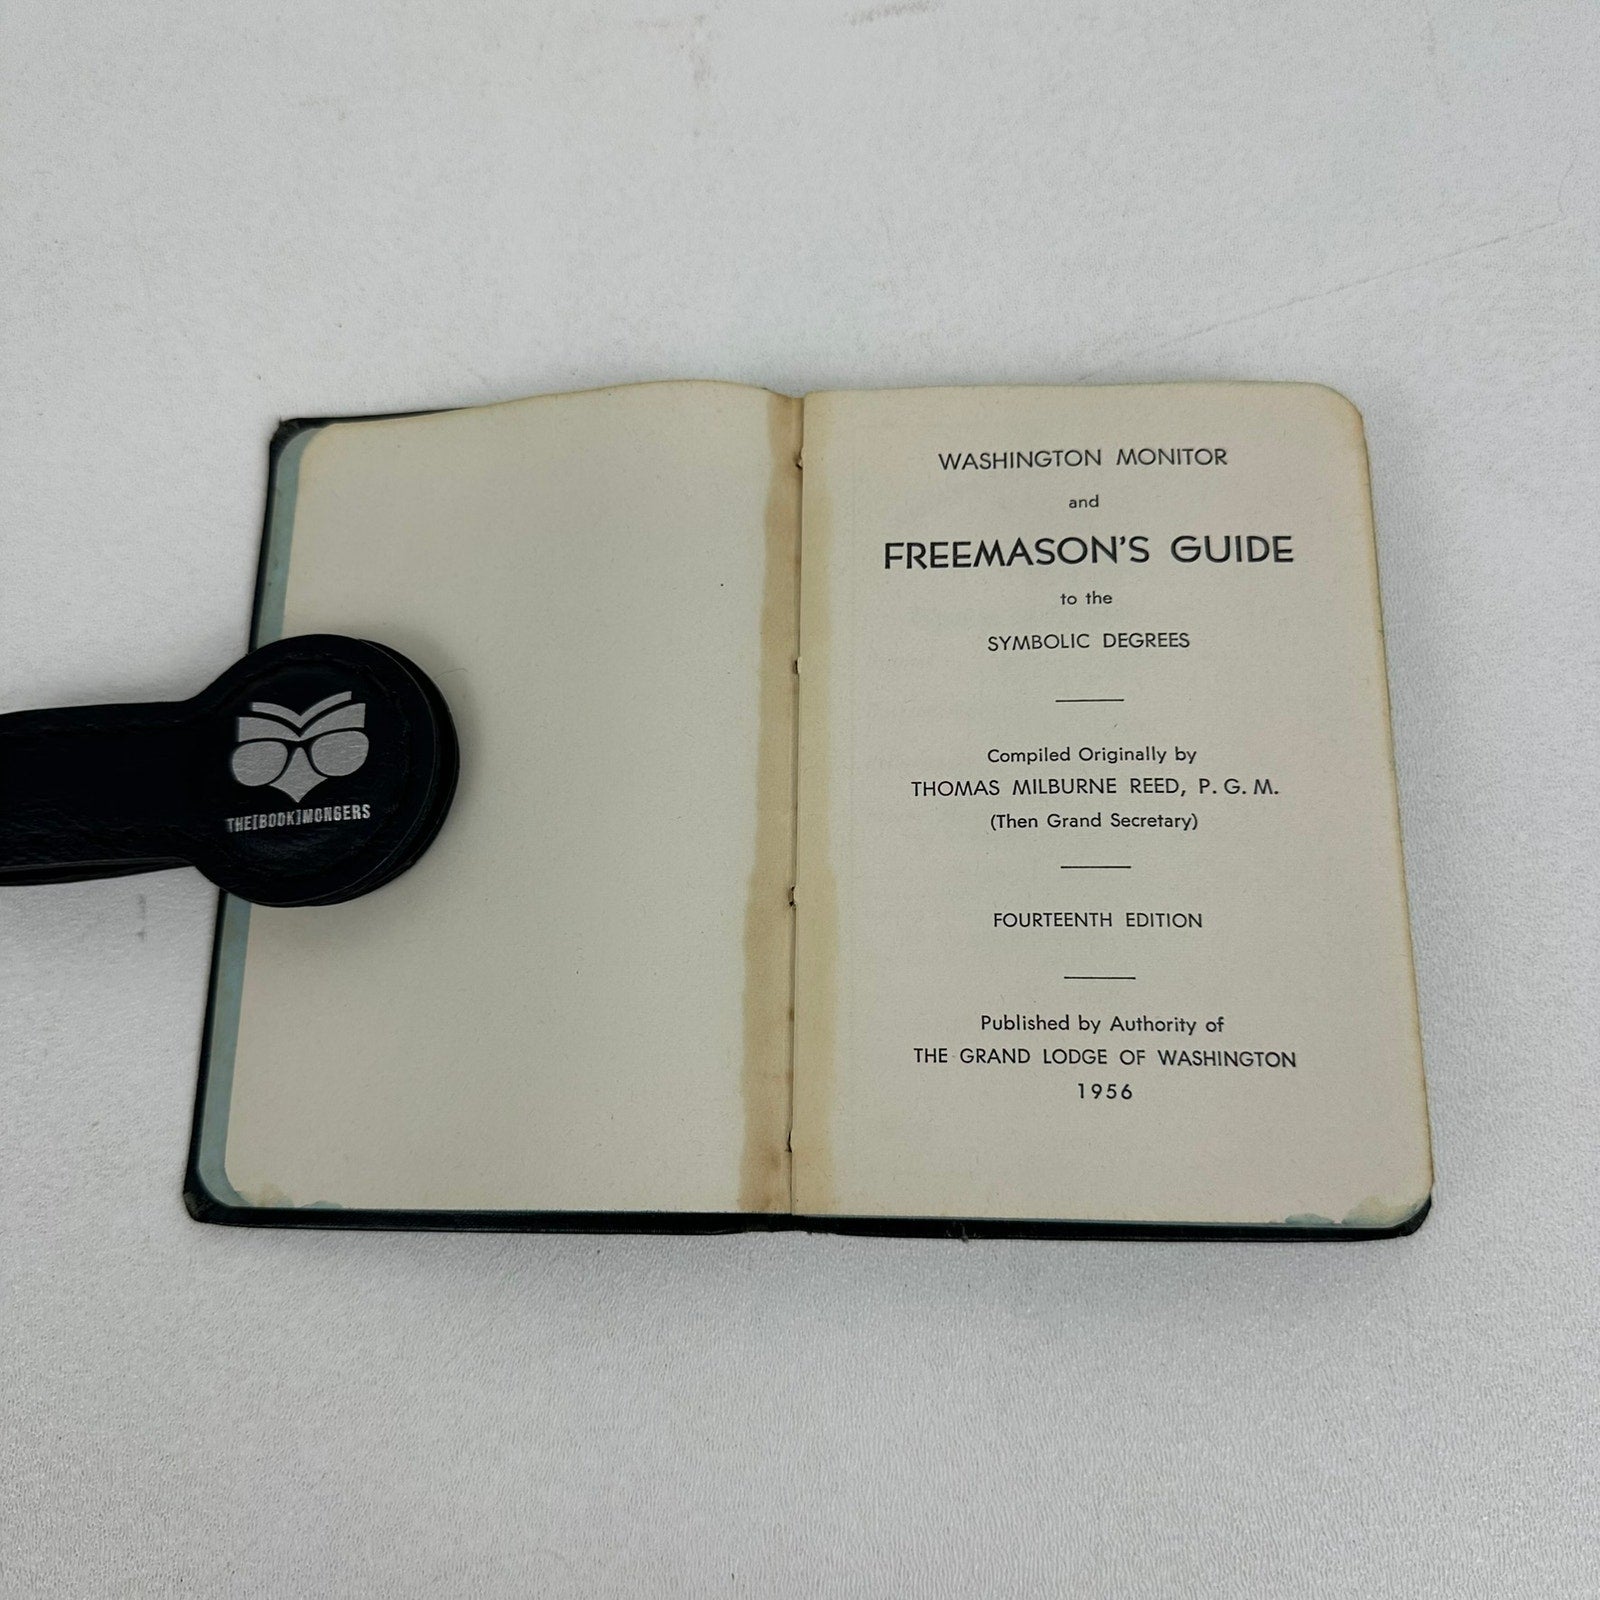 THE[BOOK]MONGERS
WASHINGTON MONITOR
and
FREEMASON'S GUIDE
to the
SYMBOLIC DEGREES
Compiled Originally by
THOMAS MILBURNE REED, P. G. M.
(Then Grand Secretary)
FOURTEENTH EDITION
Published by Authority of
THE GRAND LODGE OF WASHINGTON
1956